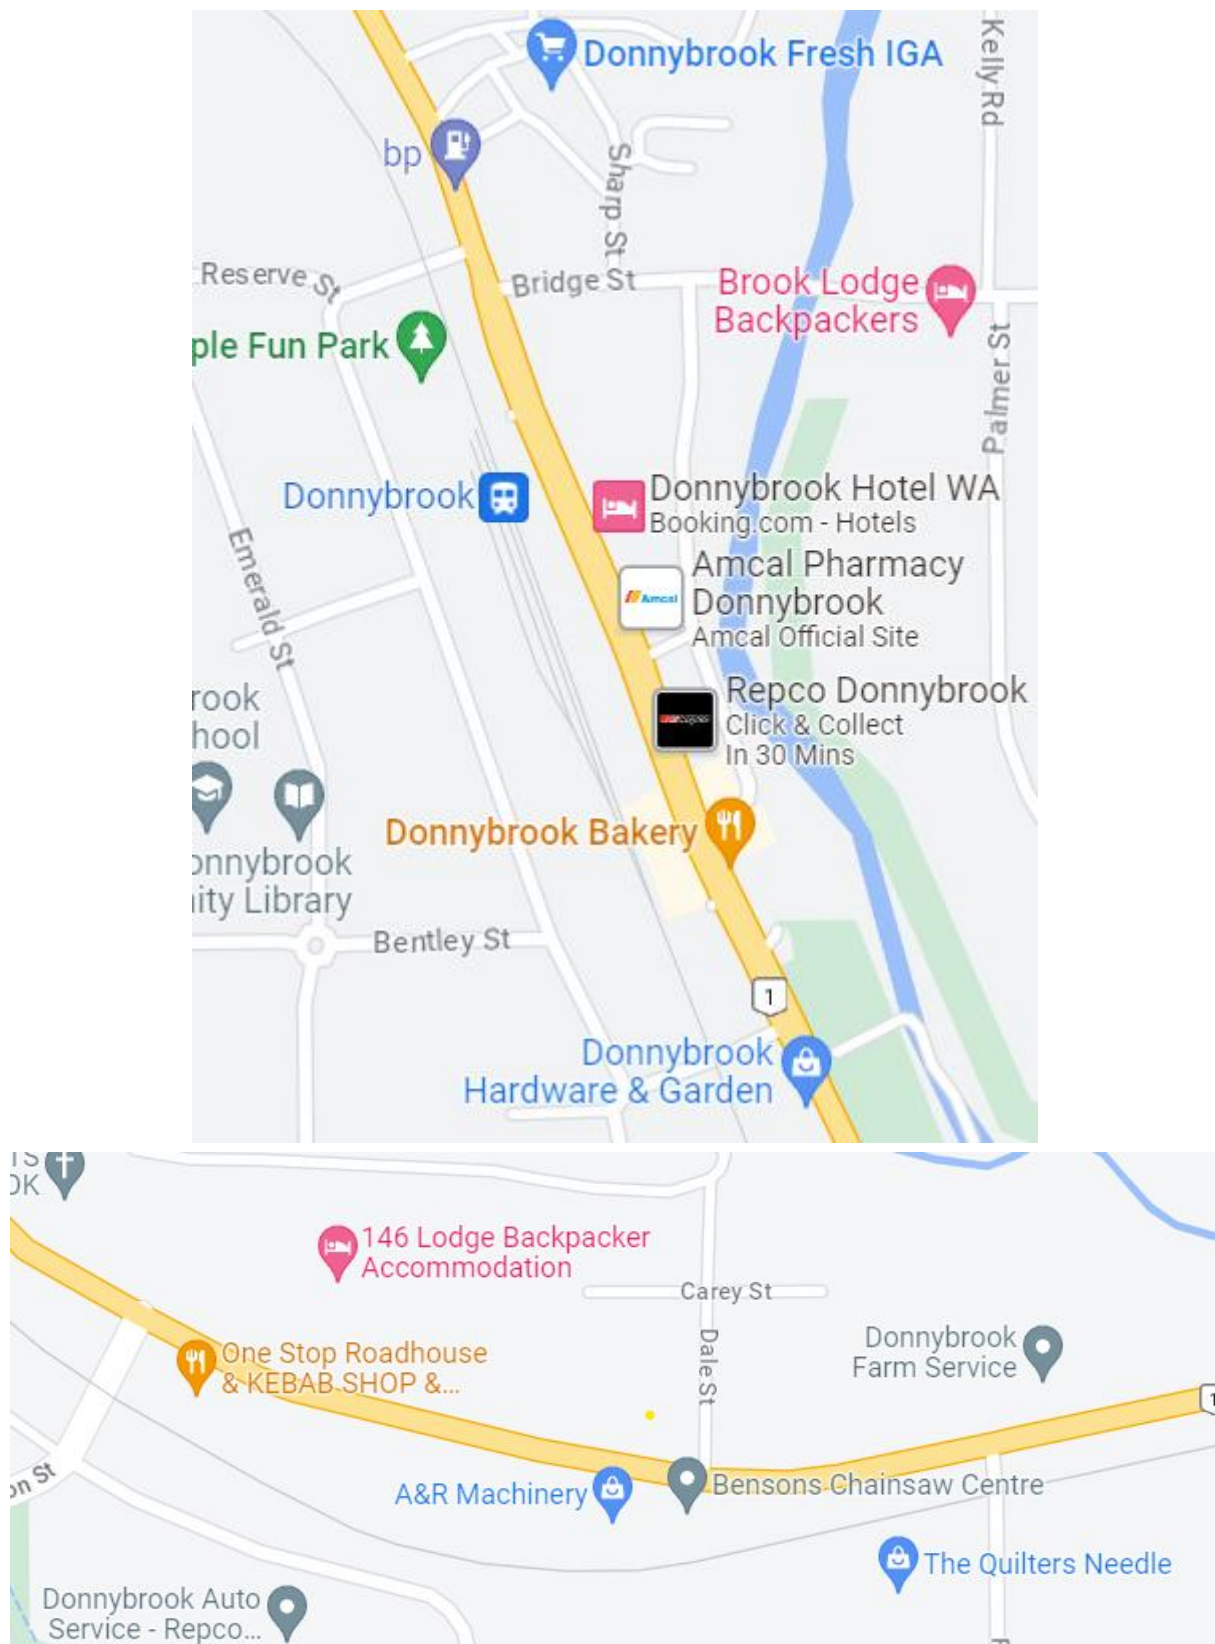 Donnybrook Fresh IGA
Kelly Rd
bp
Sharp St
Reserve St
Bridge St
Brook Lodge
Backpackers
ple Fun Park
Palmer St
Donnybrook
Donnybrook Hotel WA
Booking.com - Hotels
Emerald St
Amcal
Amcal Pharmacy
Donnybrook
Amcal Official Site
rook
hool
Repco Donnybrook
Click & Collect
In 30 Mins
Donnybrook Bakery
onnybrook
ity Library
Bentley St
1
Donnybrook
Hardware & Garden
TS
OK
146 Lodge Backpacker
Accommodation
Carey St
Dale St
One Stop Roadhouse
& KEBAB SHOP &...
Donnybrook
Farm Service
1
on St
A&R Machinery
Bensons Chainsaw Centre
The Quilters Needle
Donnybrook Auto
Service - Repco...